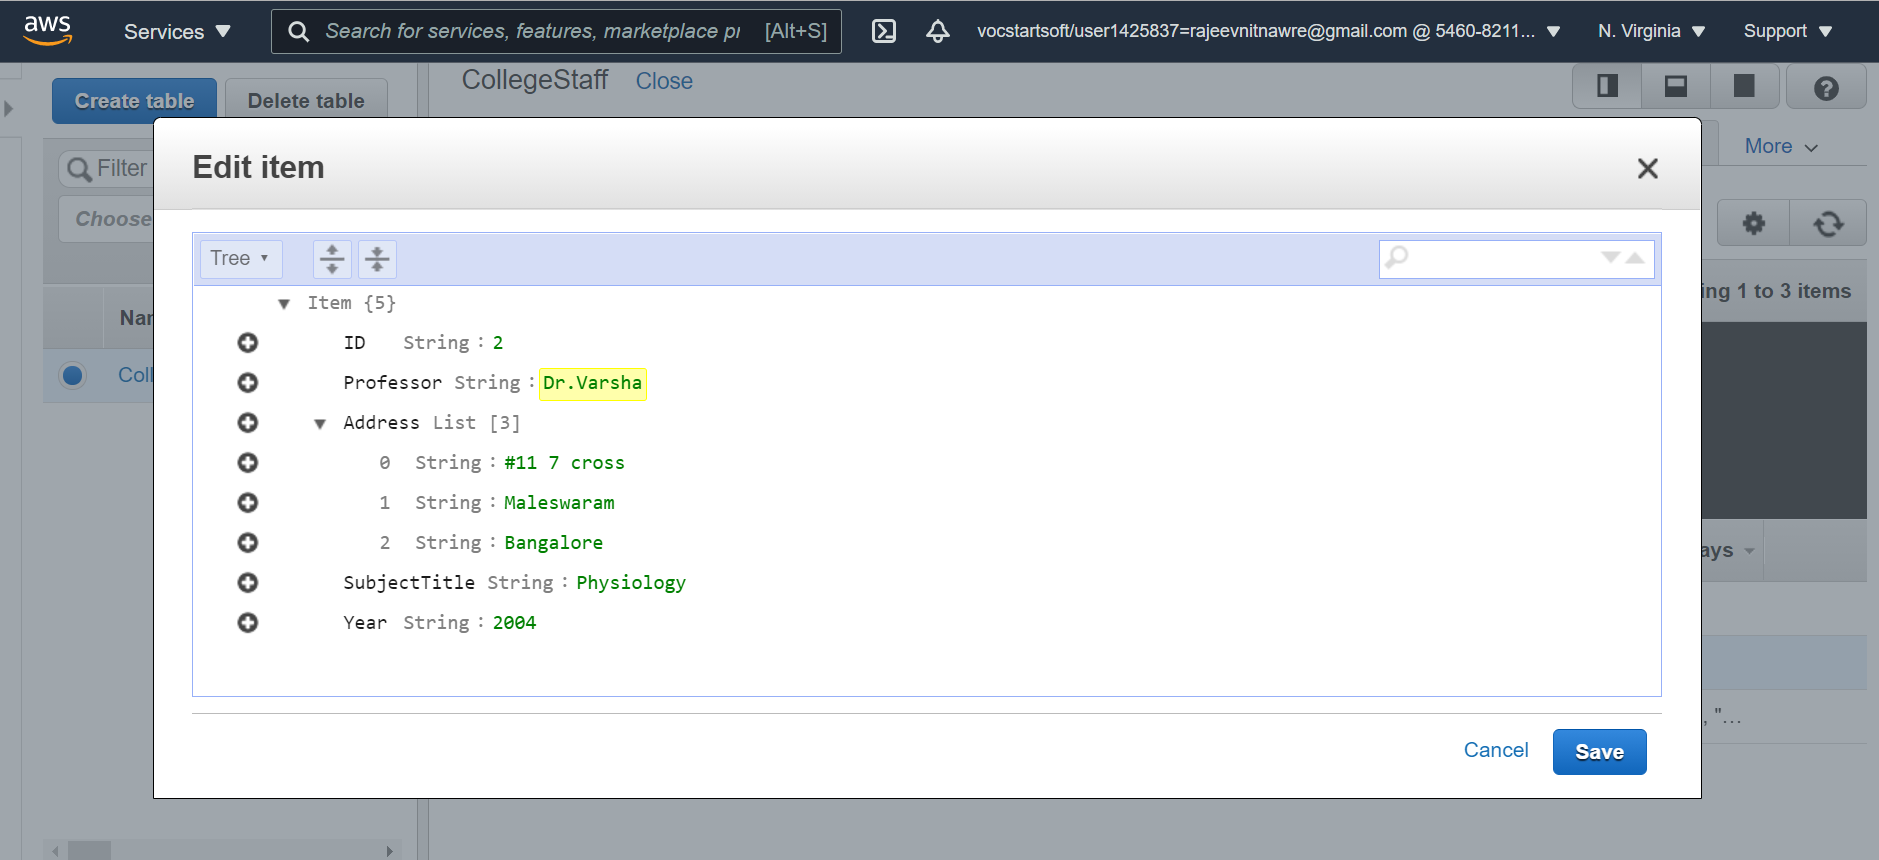 aws Services Search for services, features, marketplace pr [Alt+S] vocstartsoft/user1425837=rajeevnitnawre@gmail.com @ 5460-8211... N. Virginia Support
Create table Delete table CollegeStaff Close
More
Filter
Choose
Edit item
Tree
Item {5}
ID String : 2
Professor String : Dr.Varsha
Address List [3]
0 String : #11 7 cross
1 String : Maleswaram
2 String : Bangalore
SubjectTitle String : Physiology
Year String : 2004
ing 1 to 3 items
Nar
Coll
ays
, "...
Cancel Save